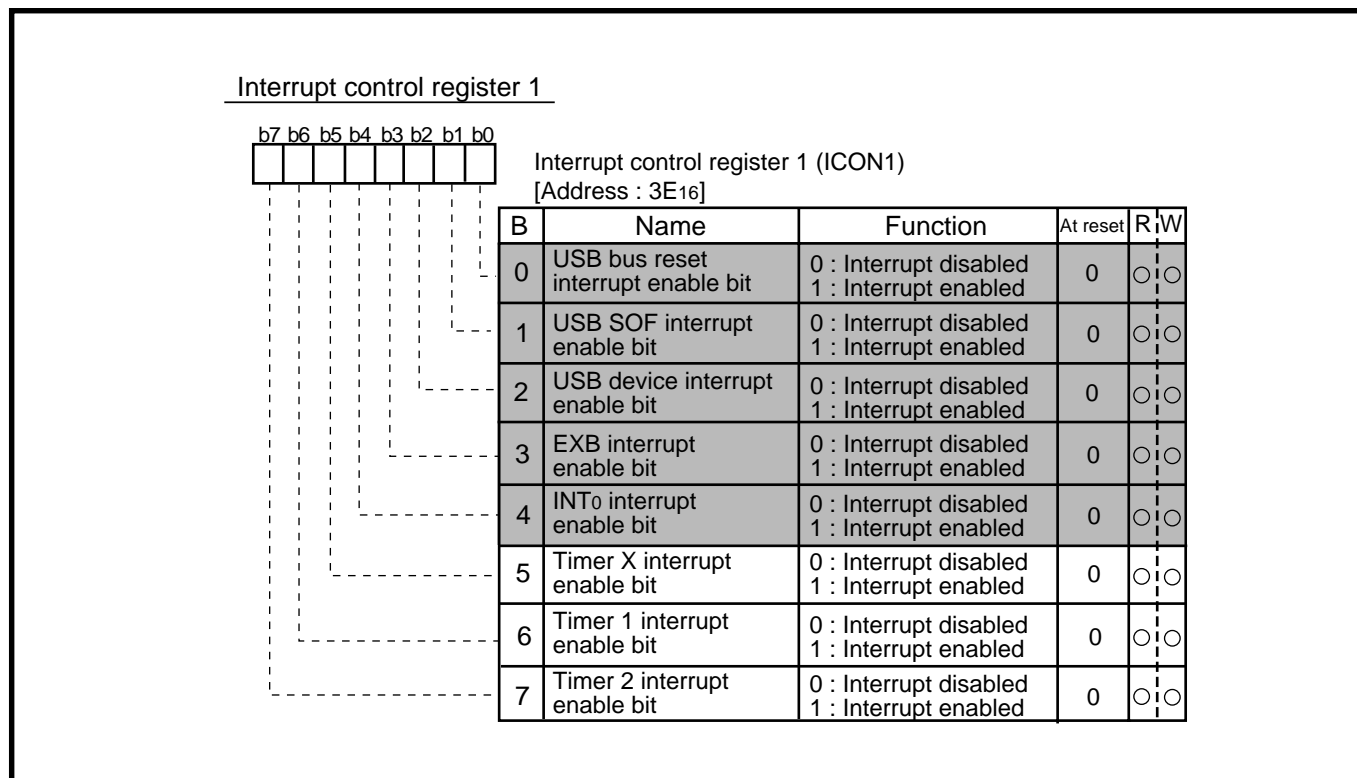 Interrupt control register 1
b7 b6 b5 b4 b3 b2 b1 b0
Interrupt control register 1 (ICON1)
[Address : 3E16]
B Name Function At reset R W
0 USB bus reset interrupt enable bit 0 : Interrupt disabled 1 : Interrupt enabled 0 ○ ○
1 USB SOF interrupt enable bit 0 : Interrupt disabled 1 : Interrupt enabled 0 ○ ○
2 USB device interrupt enable bit 0 : Interrupt disabled 1 : Interrupt enabled 0 ○ ○
3 EXB interrupt enable bit 0 : Interrupt disabled 1 : Interrupt enabled 0 ○ ○
4 INT0 interrupt enable bit 0 : Interrupt disabled 1 : Interrupt enabled 0 ○ ○
5 Timer X interrupt enable bit 0 : Interrupt disabled 1 : Interrupt enabled 0 ○ ○
6 Timer 1 interrupt enable bit 0 : Interrupt disabled 1 : Interrupt enabled 0 ○ ○
7 Timer 2 interrupt enable bit 0 : Interrupt disabled 1 : Interrupt enabled 0 ○ ○